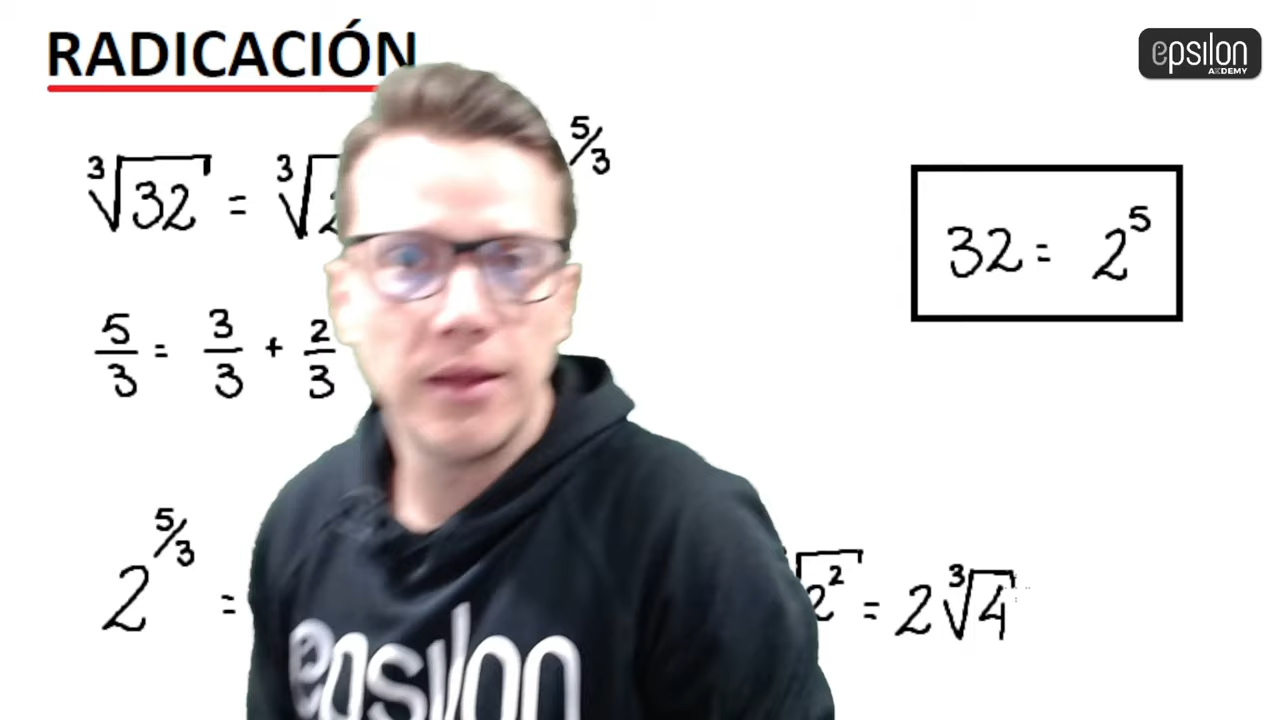 RADICACIÓN
epsilon
AXDEMY
∛32 = ∛2 5/3
32 = 2⁵
5/3 = 3/3 + 2/3
2^5/3 = √2² = 2∛4
epsilon